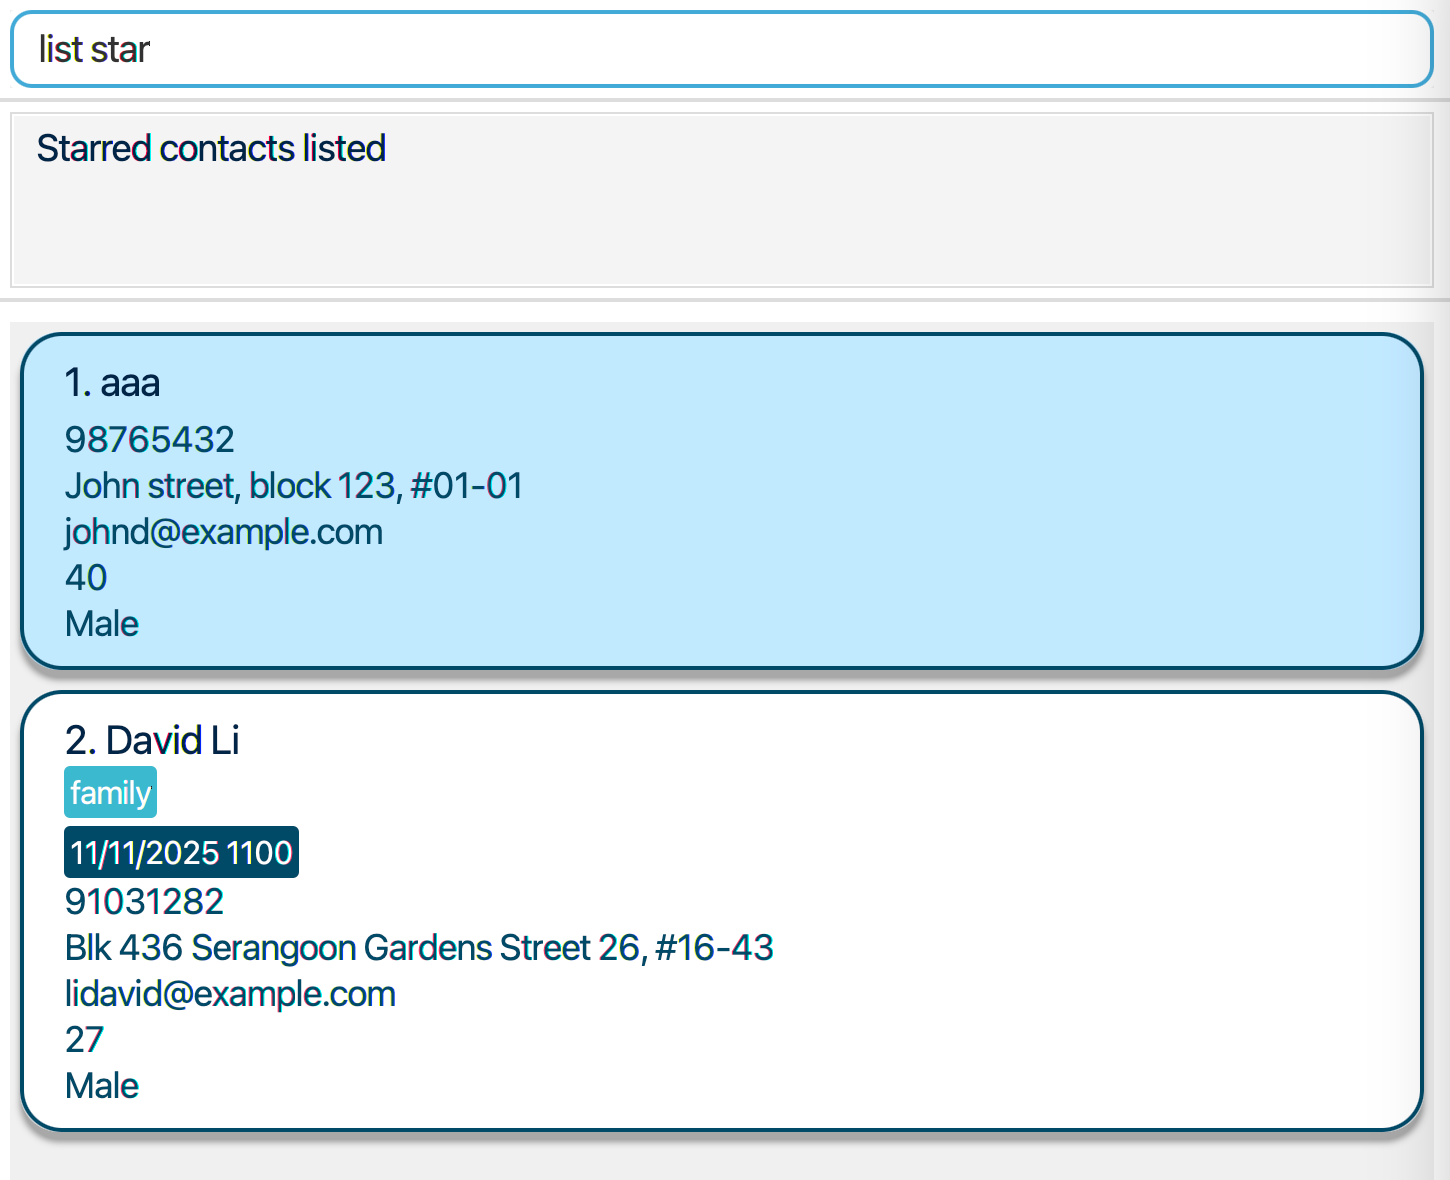 list star
Starred contacts listed
1. aaa
98765432
John street, block 123, #01-01
johnd@example.com
40
Male
2. David Li
family
11/11/2025 1100
91031282
Blk 436 Serangoon Gardens Street 26, #16-43
lidavid@example.com
27
Male